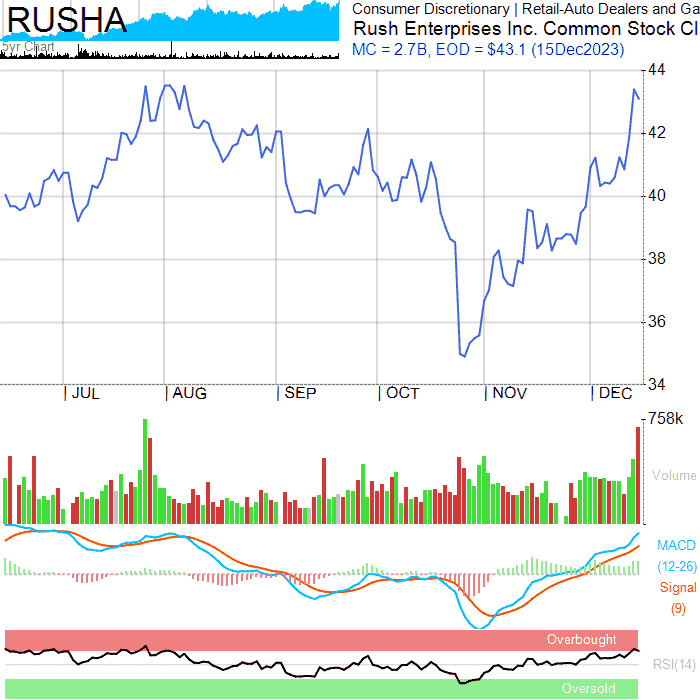 RUSHA
5yr Chart
Consumer Discretionary | Retail-Auto Dealers and Ga
Rush Enterprises Inc. Common Stock Cl
MC = 2.7B, EOD = $43.1 (15Dec2023)
44
42
40
38
36
34
JUL AUG SEP OCT NOV DEC
758k
Volume
MACD
(12-26)
Signal
(9)
Overbought
RSI(14)
Oversold